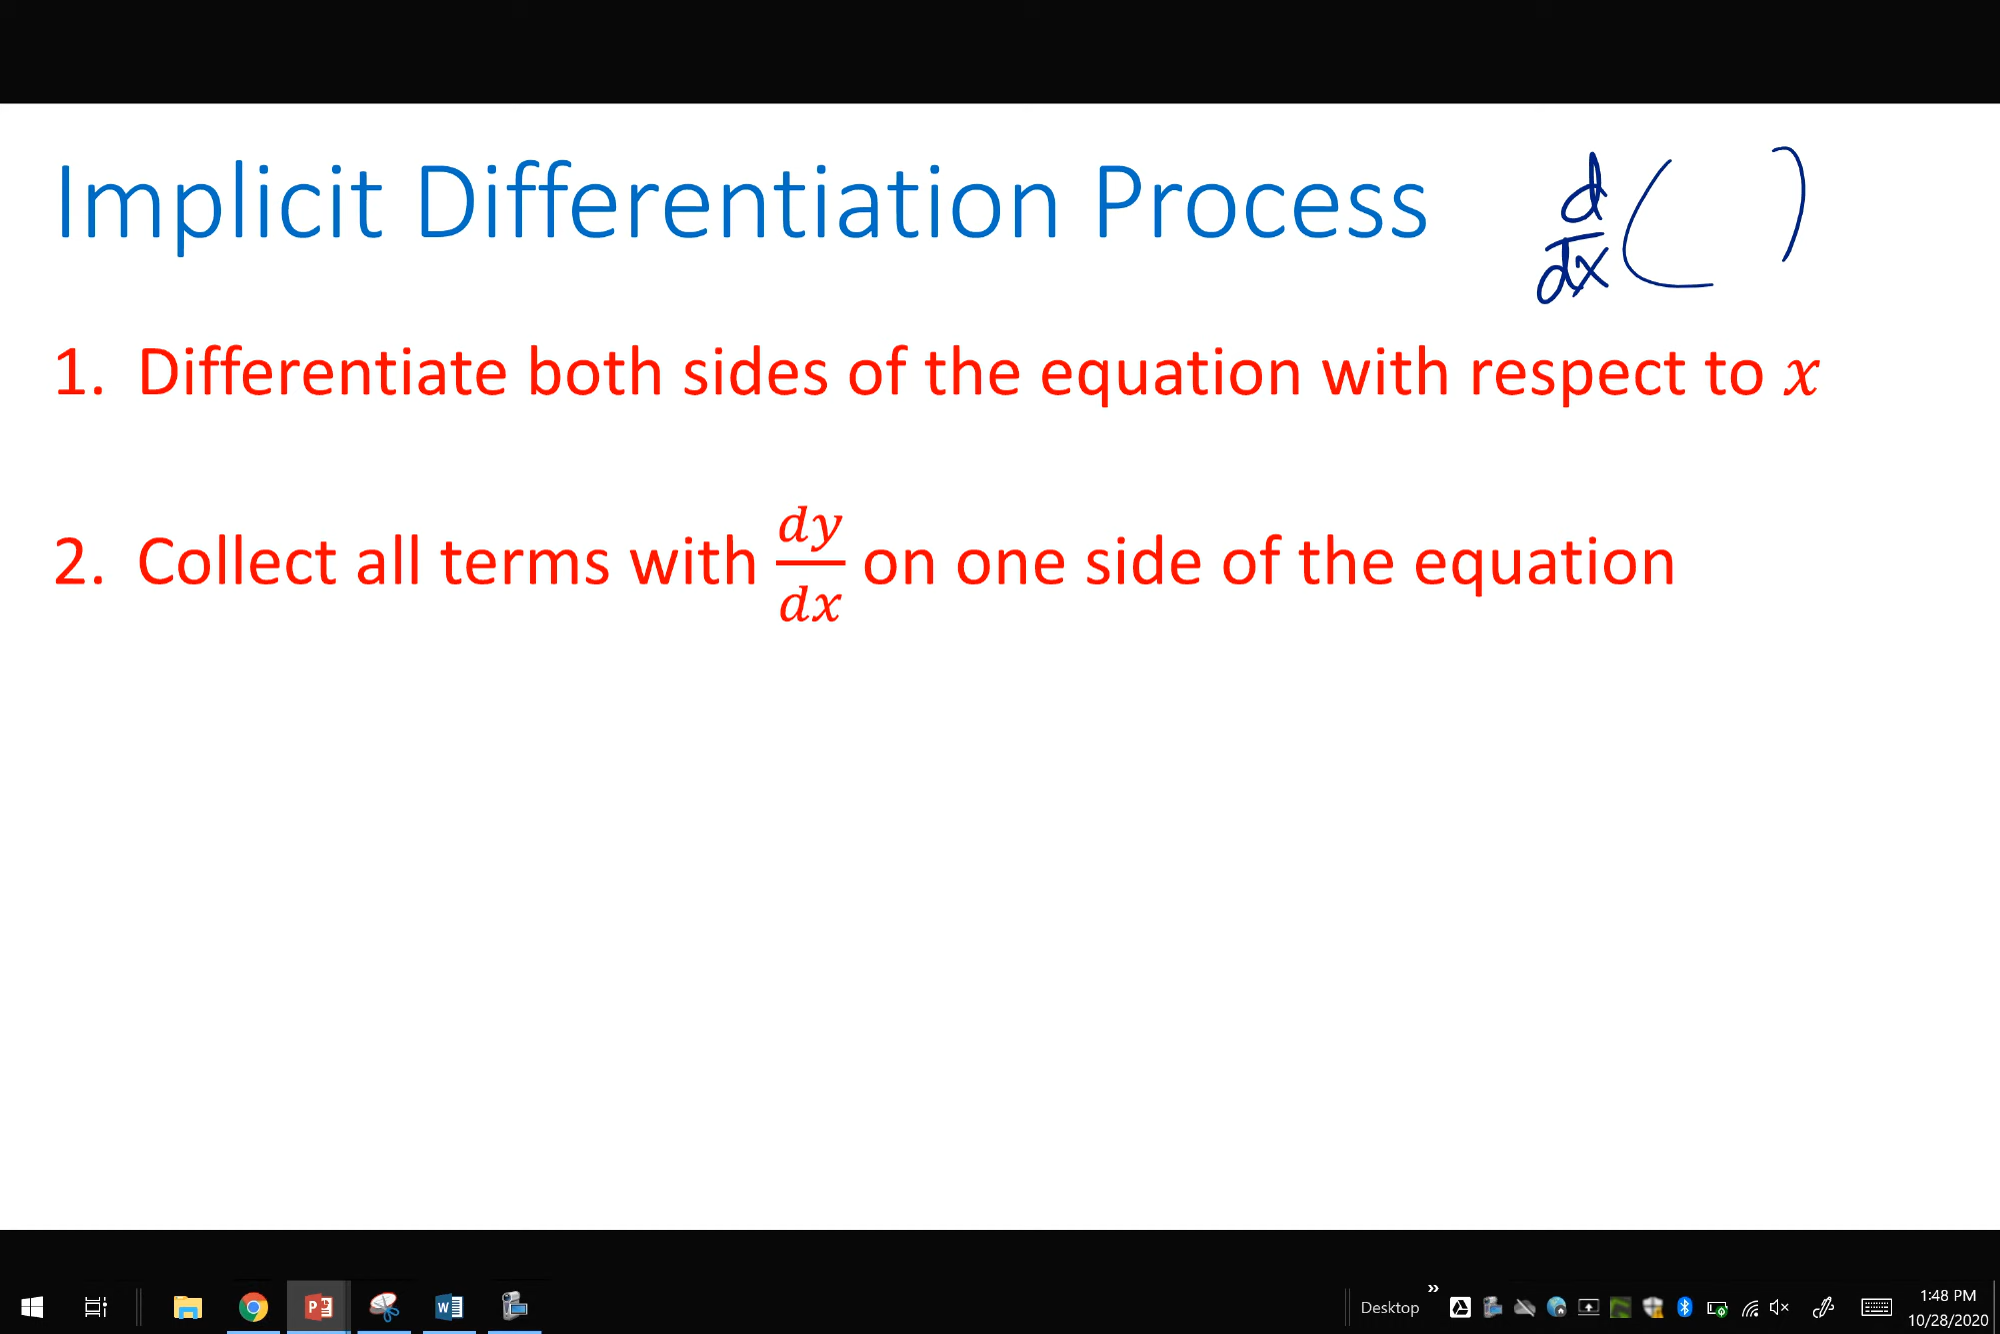 Implicit Differentiation Process
d/dx ( )
1. Differentiate both sides of the equation with respect to x
2. Collect all terms with dy/dx on one side of the equation
Desktop
1:48 PM
10/28/2020